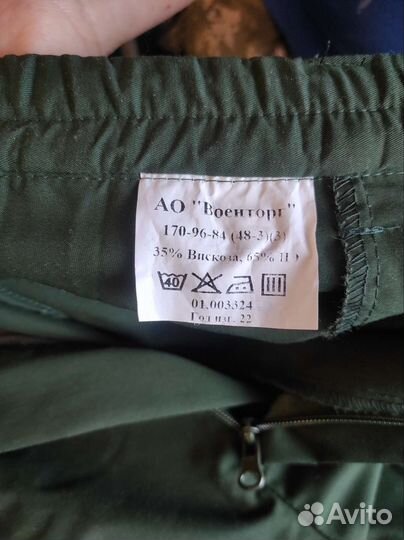 АО "Военторг"
170-96-84 (48-3)(3)
35% Вискоза, 65% ПЭ
40
01.003324
Год изг. 22
Avito